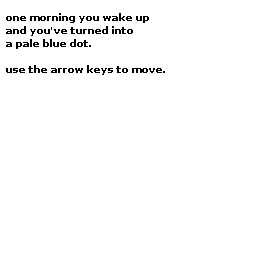 one morning you wake up
and you've turned into
a pale blue dot.
use the arrow keys to move.